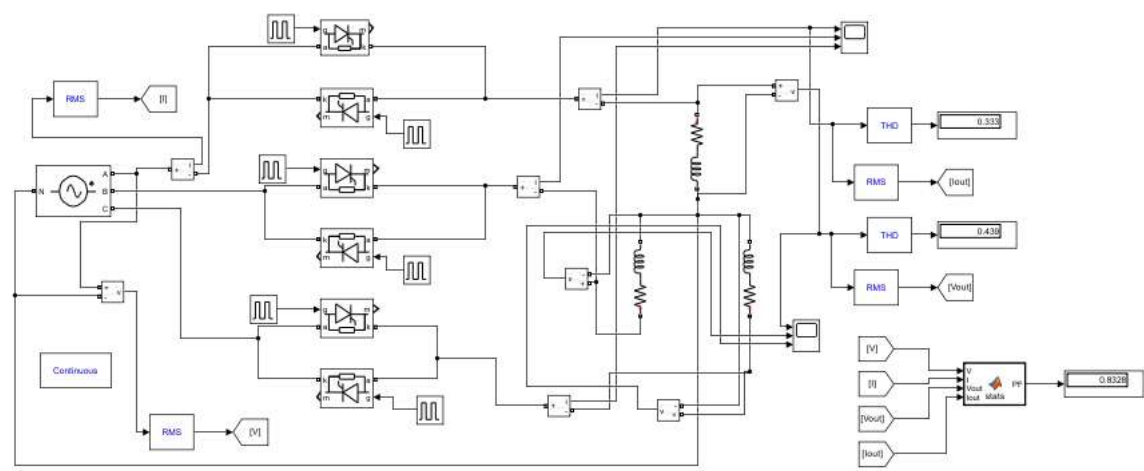 g m
a k
k a
m g
i
+ -
+ - v
RMS
[I]
THD
0.333
N
A
B
C
+ -
i
g
a k
+ -
i
RMS
[Iout]
k a
m g
THD
0.439
+ -
v
+ -
v
RMS
[Vout]
g m
a k
Continuous
k a
m g
+ -
i
+ -
v
[V]
[I]
[Vout]
[Iout]
V
I
Vout
Iout
PF
stats
0.8328
RMS
[V]